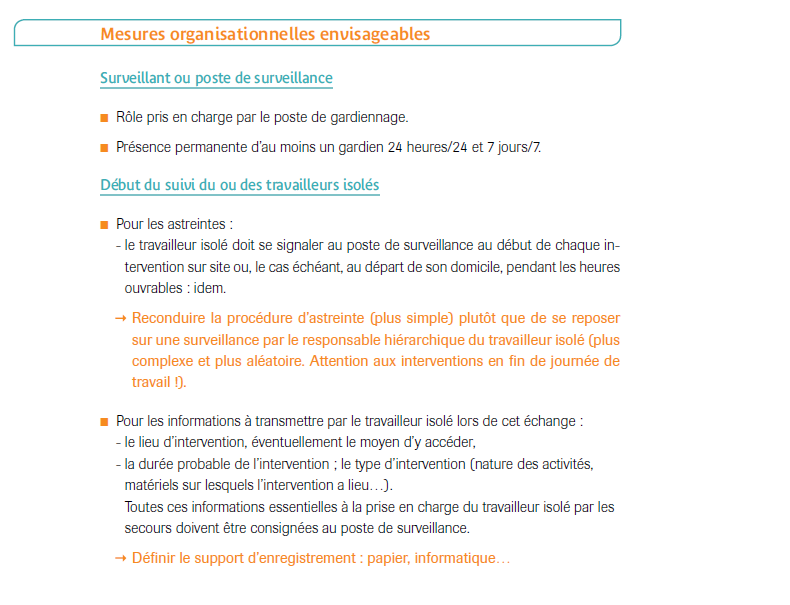 Mesures organisationnelles envisageables
Surveillant ou poste de surveillance
■ Rôle pris en charge par le poste de gardiennage.
■ Présence permanente d'au moins un gardien 24 heures/24 et 7 jours/7.
Début du suivi du ou des travailleurs isolés
■ Pour les astreintes :
- le travailleur isolé doit se signaler au poste de surveillance au début de chaque in-
tervention sur site ou, le cas échéant, au départ de son domicile, pendant les heures
ouvrables : idem.
→ Reconduire la procédure d'astreinte (plus simple) plutôt que de se reposer
sur une surveillance par le responsable hiérarchique du travailleur isolé (plus
complexe et plus aléatoire. Attention aux interventions en fin de journée de
travail !).
■ Pour les informations à transmettre par le travailleur isolé lors de cet échange :
- le lieu d'intervention, éventuellement le moyen d'y accéder,
- la durée probable de l'intervention ; le type d'intervention (nature des activités,
matériels sur lesquels l'intervention a lieu…).
Toutes ces informations essentielles à la prise en charge du travailleur isolé par les
secours doivent être consignées au poste de surveillance.
→ Définir le support d'enregistrement : papier, informatique…